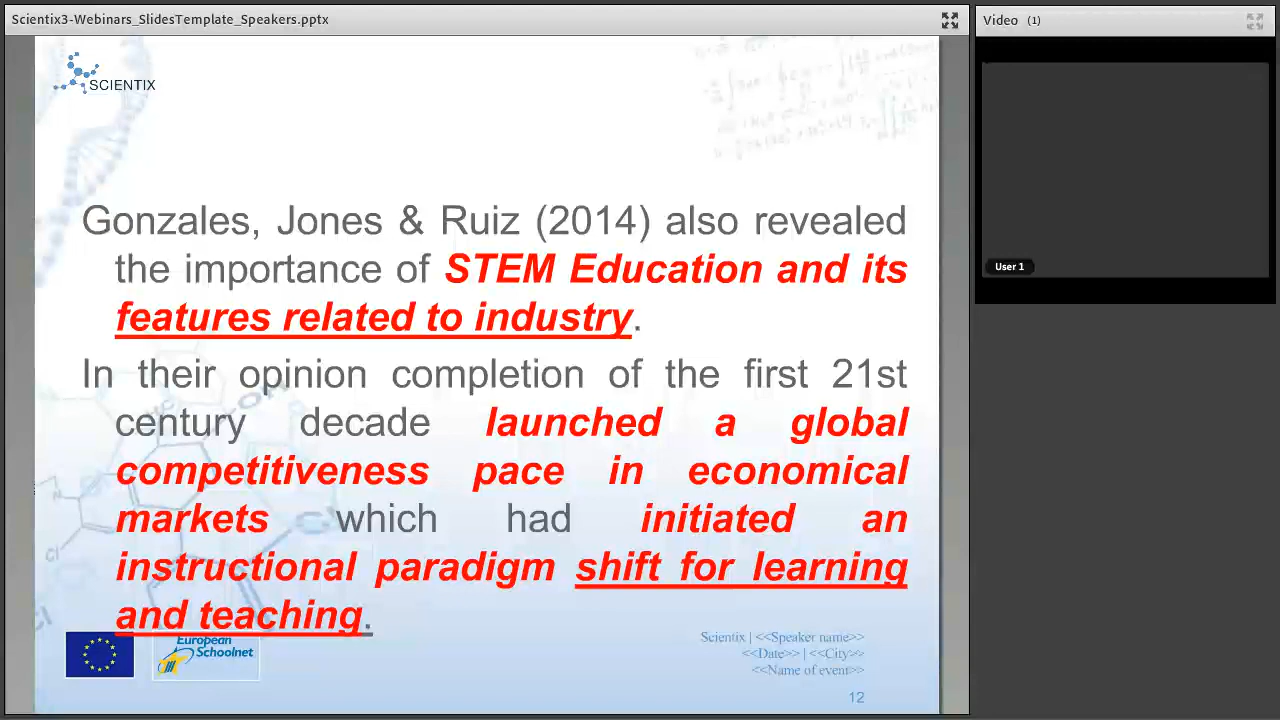 Scientix3-Webinars_SlidesTemplate_Speakers.pptx
Video (1)
SCIENTIX
User 1
Gonzales, Jones & Ruiz (2014) also revealed
the importance of STEM Education and its
features related to industry.
In their opinion completion of the first 21st
century decade launched a global
competitiveness pace in economical
markets which had initiated an
instructional paradigm shift for learning
and teaching.
European
Schoolnet
Scientix | <<Speaker name>>
<<Date>> | <<City>>
<<Name of event>>
12